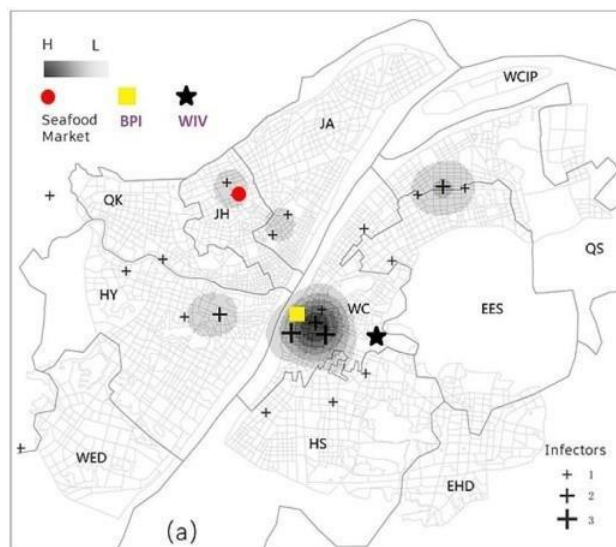 H L
Seafood Market
BPI
WIV
WCIP
JA
QK
JH
QS
HY
WC
EES
WED
HS
EHD
Infectors
1
2
3
(a)